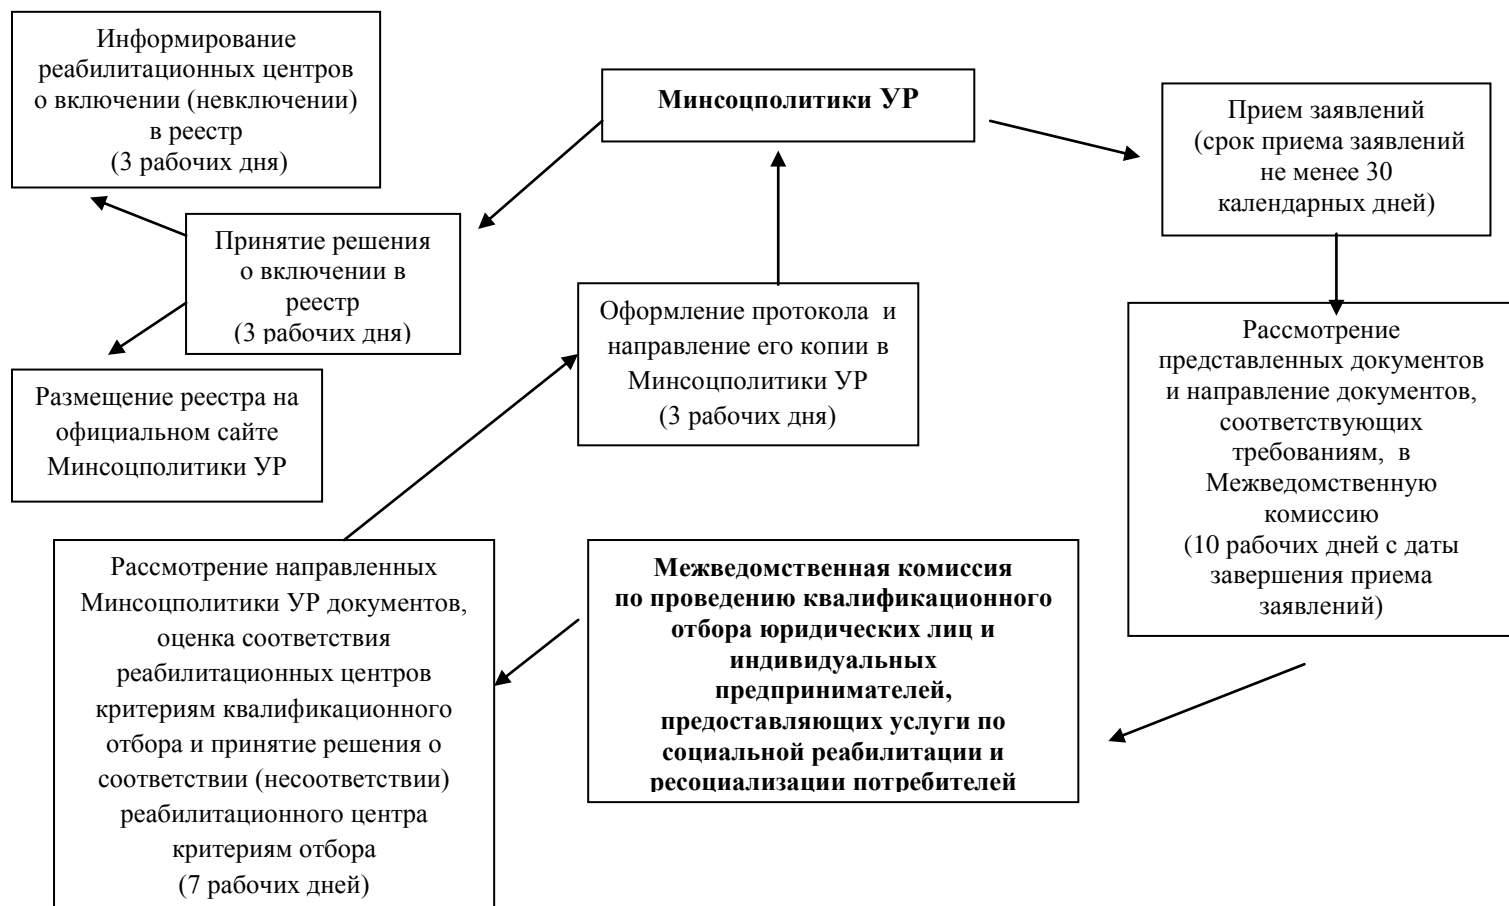 Информирование
реабилитационных центров
о включении (невключении)
в реестр
(3 рабочих дня)
Минсоцполитики УР
Прием заявлений
(срок приема заявлений
не менее 30
календарных дней)
Принятие решения
о включении в
реестр
(3 рабочих дня)
Оформление протокола и
направление его копии в
Минсоцполитики УР
(3 рабочих дня)
Рассмотрение
представленных документов
и направление документов,
соответствующих
требованиям, в
Межведомственную
комиссию
(10 рабочих дней с даты
завершения приема
заявлений)
Размещение реестра на
официальном сайте
Минсоцполитики УР
Рассмотрение направленных
Минсоцполитики УР документов,
оценка соответствия
реабилитационных центров
критериям квалификационного
отбора и принятие решения о
соответствии (несоответствии)
реабилитационного центра
критериям отбора
(7 рабочих дней)
Межведомственная комиссия
по проведению квалификационного
отбора юридических лиц и
индивидуальных
предпринимателей,
предоставляющих услуги по
социальной реабилитации и
ресоциализации потребителей